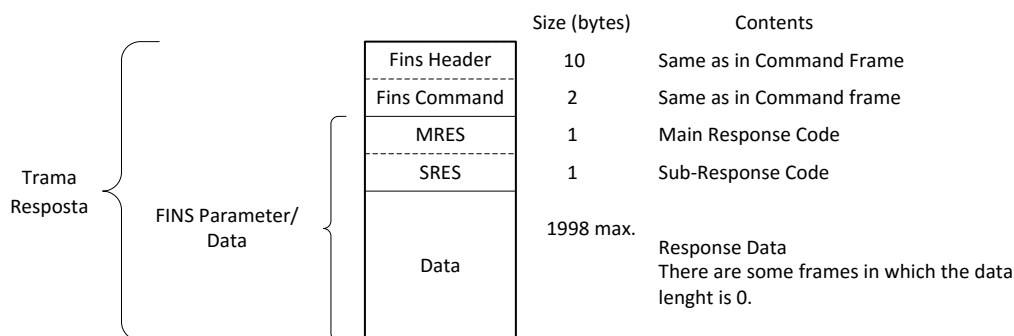 Size (bytes) Contents
Fins Header 10 Same as in Command Frame
Fins Command 2 Same as in Command frame
MRES 1 Main Response Code
SRES 1 Sub-Response Code
Trama
Resposta
FINS Parameter/
Data
Data
1998 max.
Response Data
There are some frames in which the data
lenght is 0.